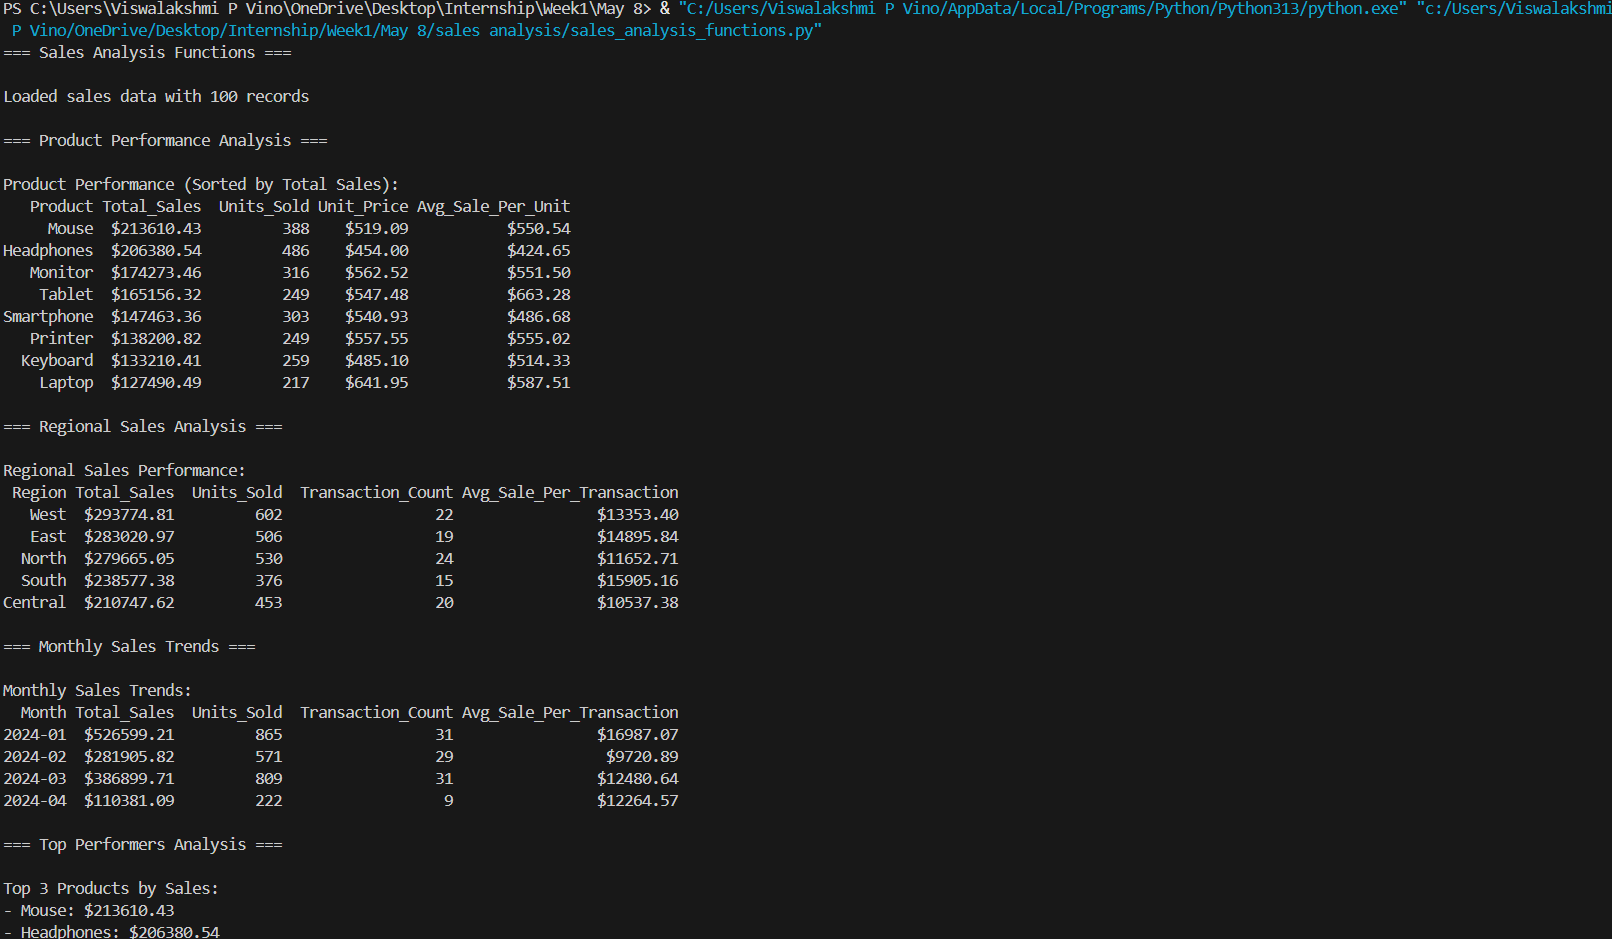 PS C:\Users\Viswalakshmi P Vino\OneDrive\Desktop\Internship\Week1\May 8> & "C:/Users/Viswalakshmi P Vino/AppData/Local/Programs/Python/Python313/python.exe" "c:/Users/Viswalakshmi
P Vino/OneDrive/Desktop/Internship/Week1/May 8/sales analysis/sales_analysis_functions.py"
=== Sales Analysis Functions ===
Loaded sales data with 100 records
=== Product Performance Analysis ===
Product Performance (Sorted by Total Sales):
Product Total_Sales Units_Sold Unit_Price Avg_Sale_Per_Unit
Mouse $213610.43 388 $519.09 $550.54
Headphones $206380.54 486 $454.00 $424.65
Monitor $174273.46 316 $562.52 $551.50
Tablet $165156.32 249 $547.48 $663.28
Smartphone $147463.36 303 $540.93 $486.68
Printer $138200.82 249 $557.55 $555.02
Keyboard $133210.41 259 $485.10 $514.33
Laptop $127490.49 217 $641.95 $587.51
=== Regional Sales Analysis ===
Regional Sales Performance:
Region Total_Sales Units_Sold Transaction_Count Avg_Sale_Per_Transaction
West $293774.81 602 22 $13353.40
East $283020.97 506 19 $14895.84
North $279665.05 530 24 $11652.71
South $238577.38 376 15 $15905.16
Central $210747.62 453 20 $10537.38
=== Monthly Sales Trends ===
Monthly Sales Trends:
Month Total_Sales Units_Sold Transaction_Count Avg_Sale_Per_Transaction
2024-01 $526599.21 865 31 $16987.07
2024-02 $281905.82 571 29 $9720.89
2024-03 $386899.71 809 31 $12480.64
2024-04 $110381.09 222 9 $12264.57
=== Top Performers Analysis ===
Top 3 Products by Sales:
- Mouse: $213610.43
- Headphones: $206380.54